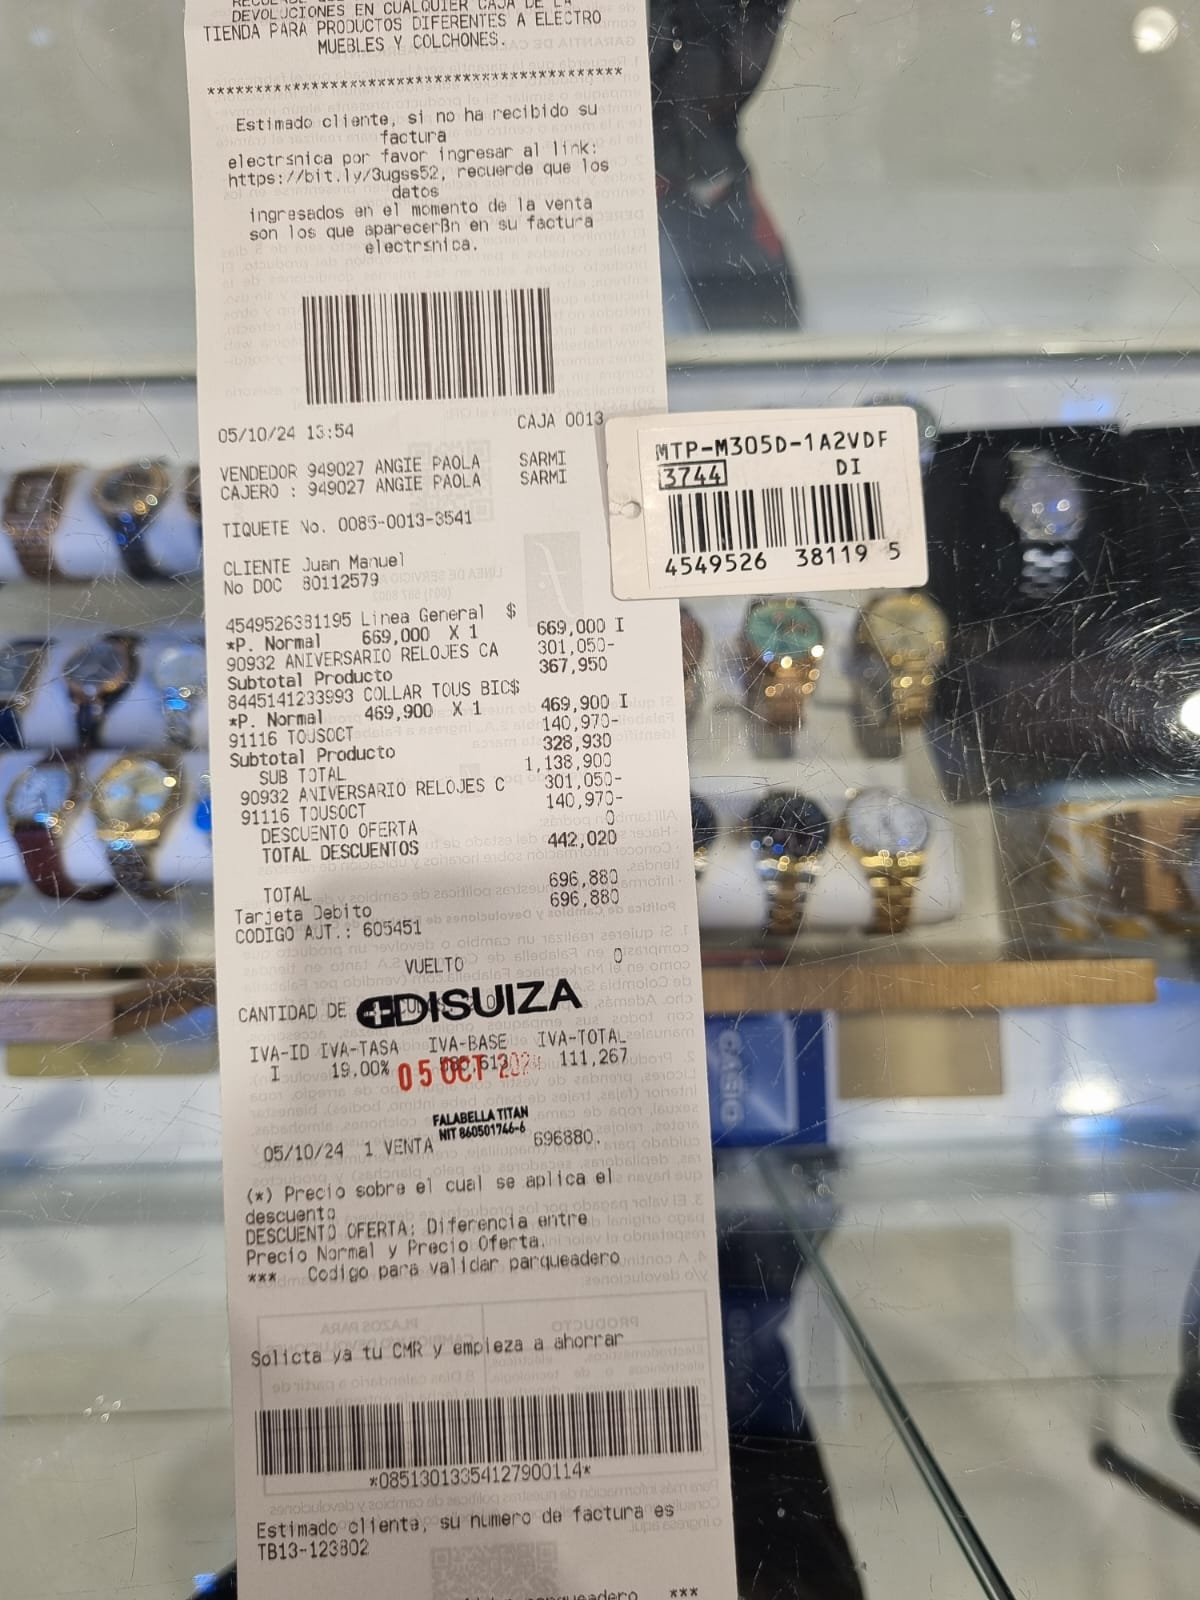 DEVOLUCIONES EN CUALQUIER CAJA DE LA
TIENDA PARA PRODUCTOS DIFERENTES A ELECTRO
MUEBLES Y COLCHONES.
******************************************
Estimado cliente, si no ha recibido su
factura
electrsnica por favor ingresar al link:
https://bit.ly/3ugss52, recuerde que los
datos
ingresados en el momento de la venta
son los que aparecerßn en su factura
electrsnica.
05/10/24 13:54 CAJA 0013
VENDEDOR 949027 ANGIE PAOLA SARMI
CAJERO : 949027 ANGIE PAOLA SARMI
TIQUETE No. 0085-0013-3541
CLIENTE Juan Manuel
No DOC 80112579
4549526381195 Linea General $
*P. Normal 669,000 X 1 669,000 I
90932 ANIVERSARIO RELOJES CA 301,050-
Subtotal Producto 367,950
8445141233993 COLLAR TOUS BIC$
*P. Normal 469,900 X 1 469,900 I
91116 TOUSOCT 140,970-
Subtotal Producto 328,930
SUB TOTAL 1,138,900
90932 ANIVERSARIO RELOJES C 301,050-
91116 TOUSOCT 140,970-
DESCUENTO OFERTA 0
TOTAL DESCUENTOS 442,020
TOTAL 696,880
Tarjeta Debito 696,880
CODIGO AUT.: 605451
VUELTO 0
CANTIDAD DE
DISUIZA
IVA-ID IVA-TASA IVA-BASE IVA-TOTAL
I 19.00% 111,267
05 OCT 2024
FALABELLA TITAN
NIT 860501746-6
05/10/24 1 VENTA 696880.
(*) Precio sobre el cual se aplica el
descuento
DESCUENTO OFERTA: Diferencia entre
Precio Normal y Precio Oferta.
*** Codigo para validar parqueadero
Solicta ya tu CMR y empieza a ahorrar
*08513013354127900114*
Estimado cliente, su numero de factura es
TB13-123802
parqueadero ***
MTP-M305D-1A2VDF
3744 DI
4549526 38119 5
CASIO